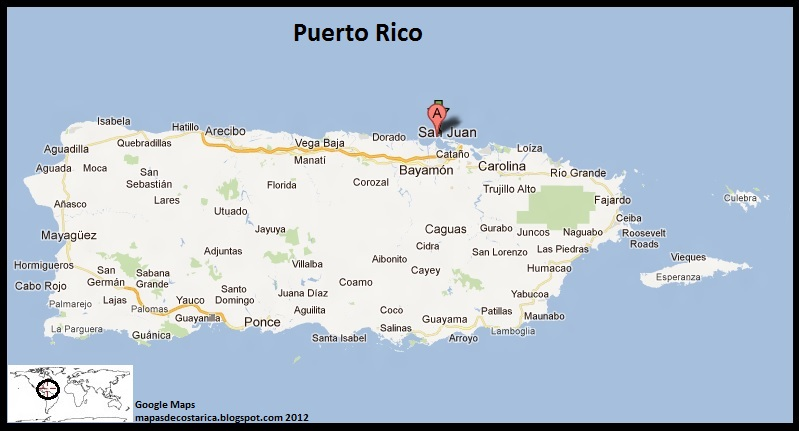 Puerto Rico
A
Isabela
Hatillo
Arecibo
San Juan
Dorado
Vega Baja
Quebradillas
Aguadilla
Loiza
Cataño
Manatí
Carolina
Aguada
Moca
Bayamón
Río Grande
San
Sebastián
Florida
Corozal
Trujillo Alto
Lares
Fajardo
Culebra
Añasco
Utuado
Ceiba
Jayuya
Caguas
Gurabo
Juncos
Naguabo
Roosevelt
Roads
Mayagüez
Cidra
Adjuntas
San Lorenzo
Las Piedras
Aibonito
Vieques
Hormigueros
Villalba
Cayey
Humacao
San
Germán
Sabana
Grande
Esperanza
Cabo Rojo
Coamo
Santo
Domingo
Juana Díaz
Yabucoa
Palmarejo
Lajas
Yauco
Palomas
Guayanilla
Aguilita
Coco
Patillas
Maunabo
Ponce
Guayama
La Parguera
Guánica
Salinas
Lamboglia
Santa Isabel
Arroyo
Google Maps
mapasdecostarica.blogspot.com 2012